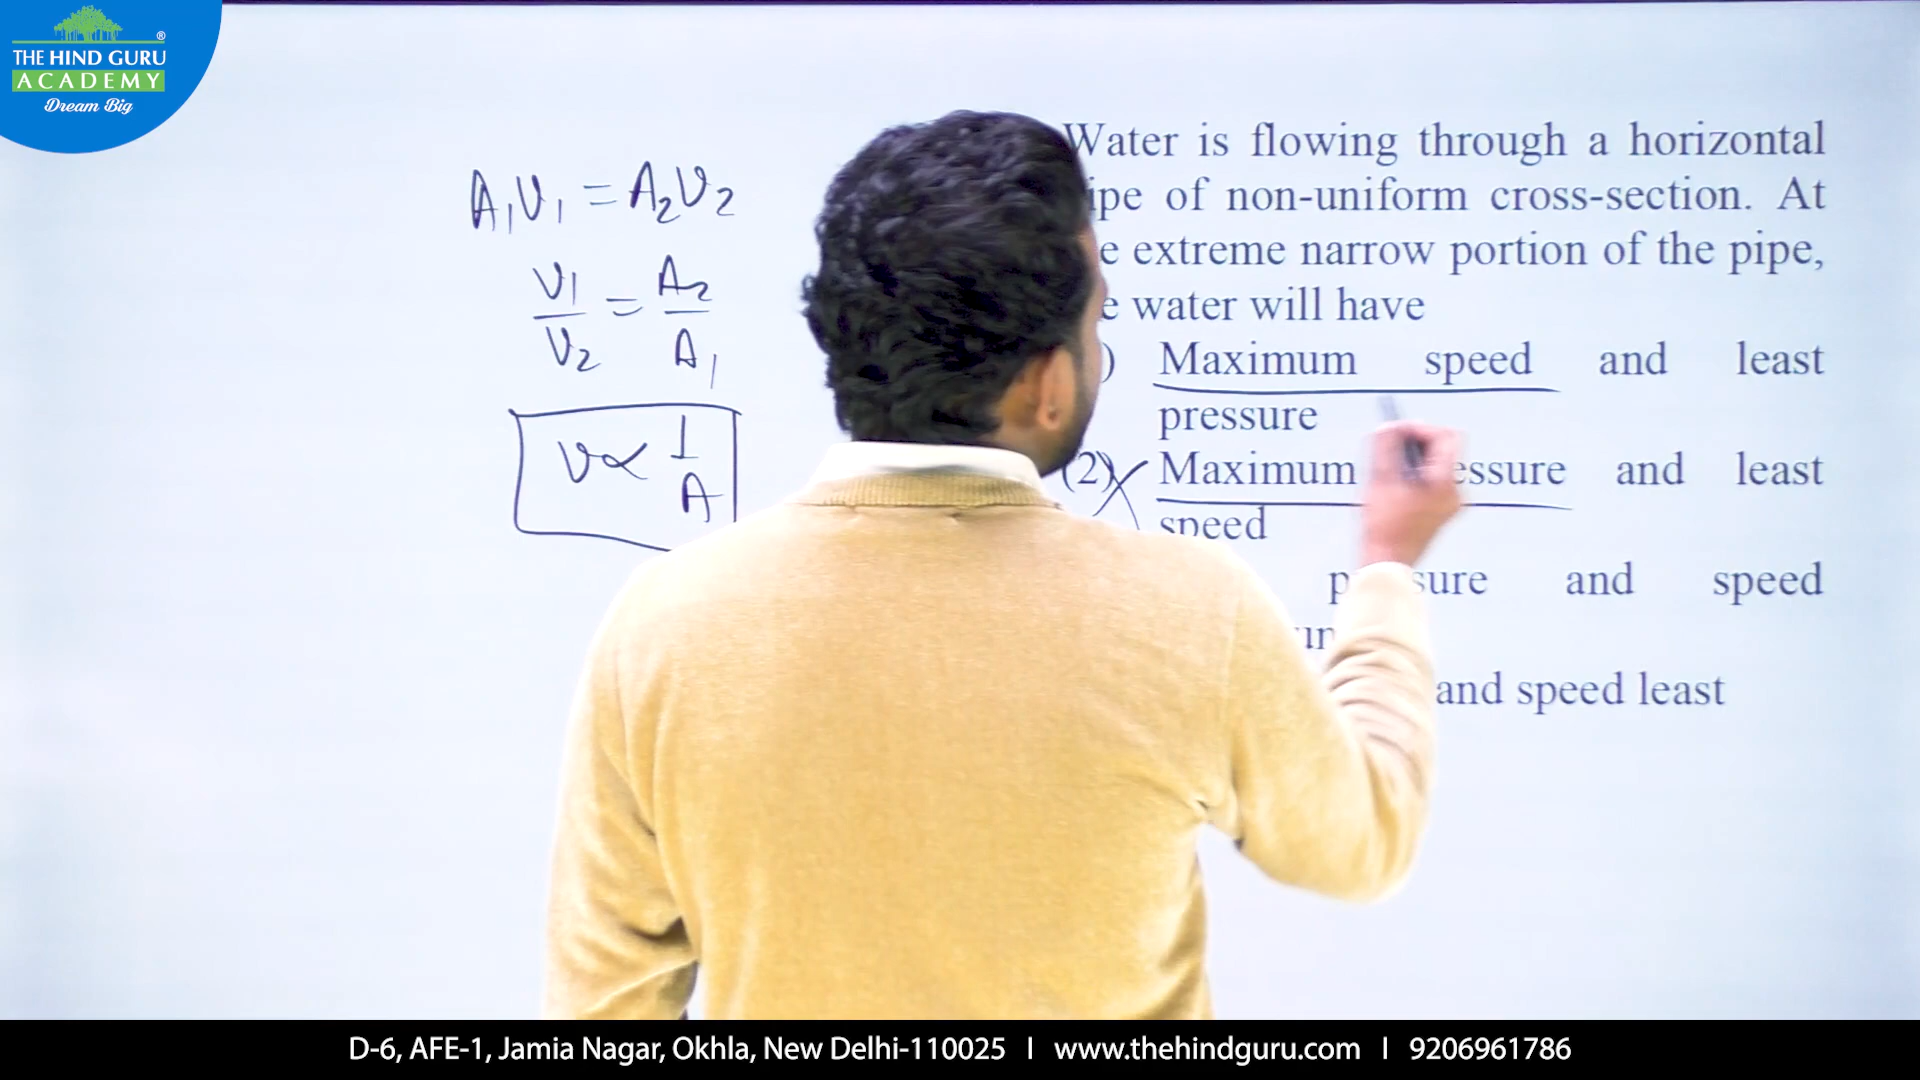 THE HIND GURU
ACADEMY
Dream Big
®
A₁V₁ = A₂V₂
V₁/V₂ = A₂/A₁
V ∝ 1/A
Water is flowing through a horizontal
ipe of non-uniform cross-section. At
e extreme narrow portion of the pipe,
e water will have
) Maximum speed and least
pressure
(2) Maximum essure and least
speed
p sure and speed
and speed least
D-6, AFE-1, Jamia Nagar, Okhla, New Delhi-110025 | www.thehindguru.com | 9206961786